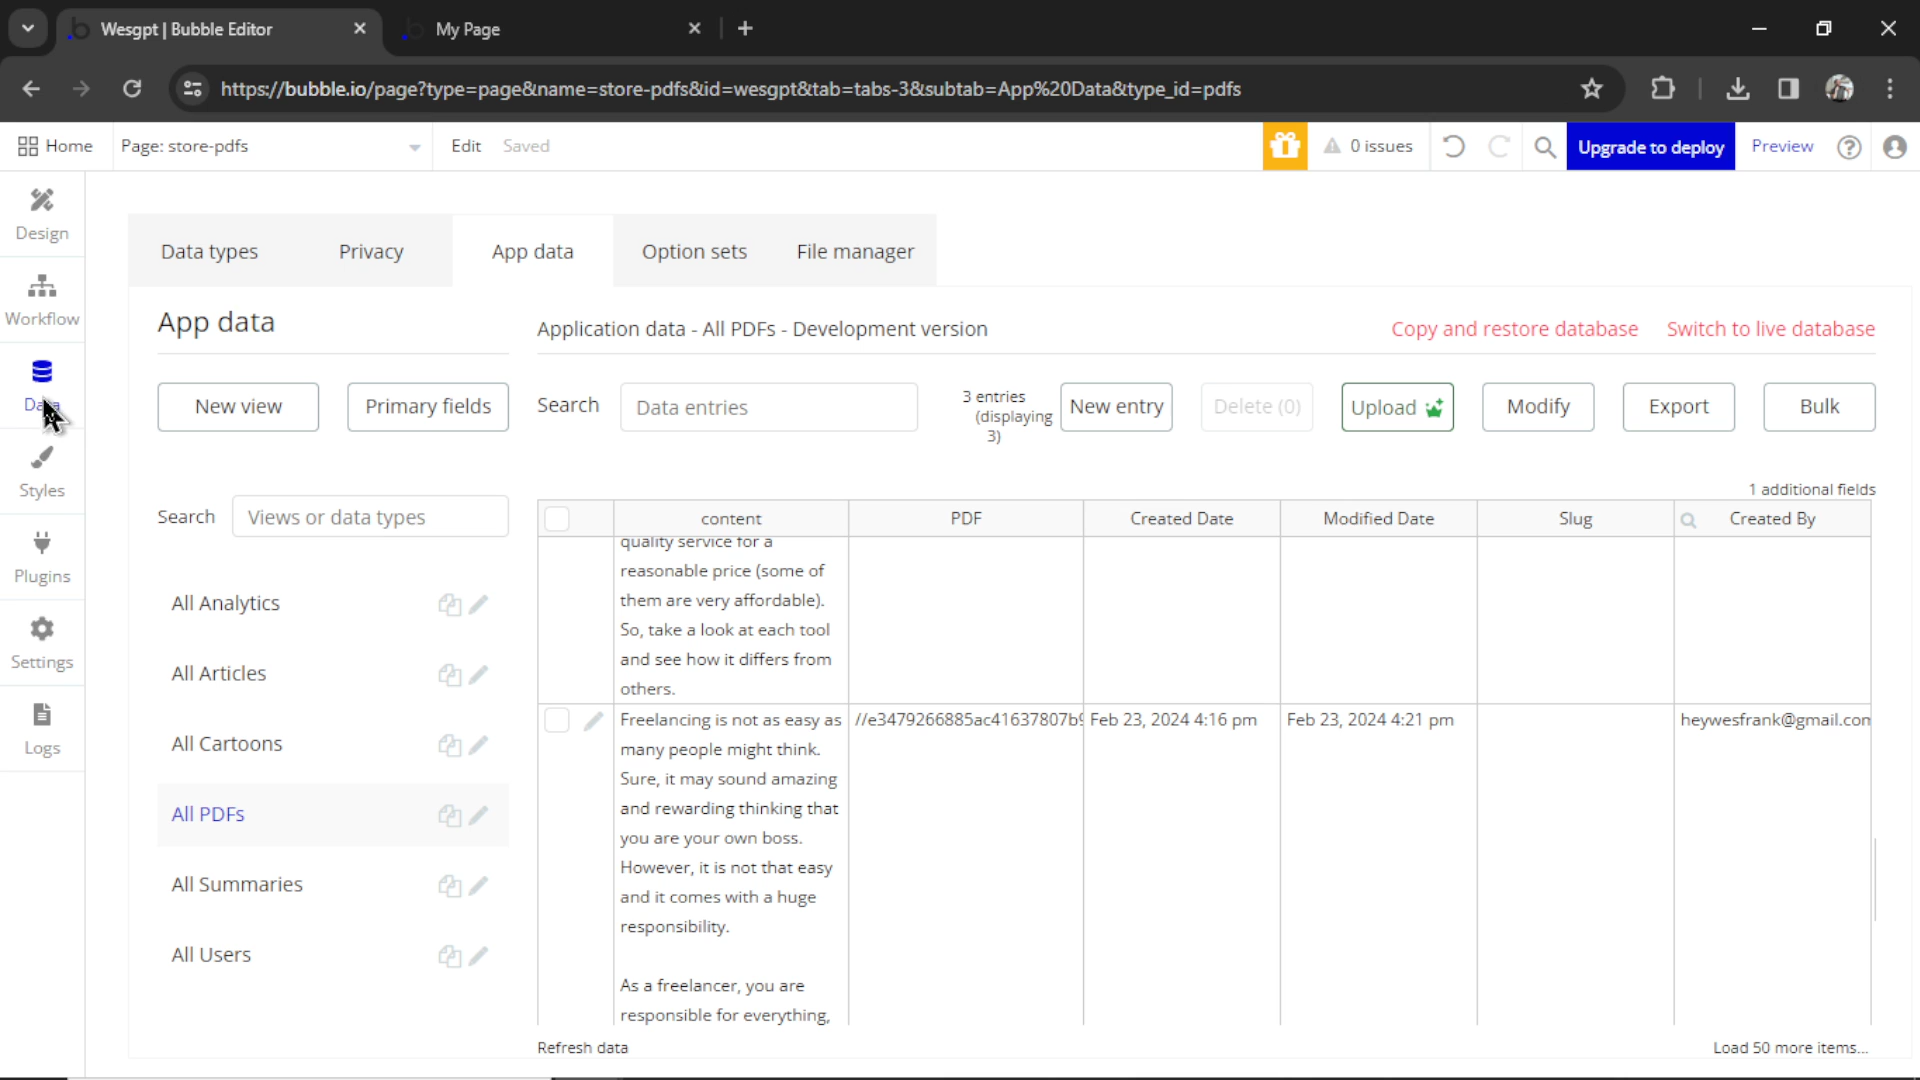 Wesgpt | Bubble Editor
My Page
https://bubble.io/page?type=page&name=store-pdfs&id=wesgpt&tab=tabs-3&subtab=App%20Data&type_id=pdfs
Home
Page: store-pdfs
Edit
Saved
0 issues
Upgrade to deploy
Preview
Design
Workflow
Data
Styles
Plugins
Settings
Logs
Data types
Privacy
App data
Option sets
File manager
App data
Application data - All PDFs - Development version
Copy and restore database
Switch to live database
New view
Primary fields
Search
Data entries
3 entries
(displaying
3)
New entry
Delete (0)
Upload
Modify
Export
Bulk
Search
Views or data types
1 additional fields
content
PDF
Created Date
Modified Date
Slug
Created By
All Analytics
All Articles
All Cartoons
All PDFs
All Summaries
All Users
quality service for a
reasonable price (some of
them are very affordable).
So, take a look at each tool
and see how it differs from
others.
Freelancing is not as easy as
many people might think.
Sure, it may sound amazing
and rewarding thinking that
you are your own boss.
However, it is not that easy
and it comes with a huge
responsibility.
As a freelancer, you are
responsible for everything,
//e3479266885ac41637807b9
Feb 23, 2024 4:16 pm
Feb 23, 2024 4:21 pm
heywesfrank@gmail.com
Refresh data
Load 50 more items...